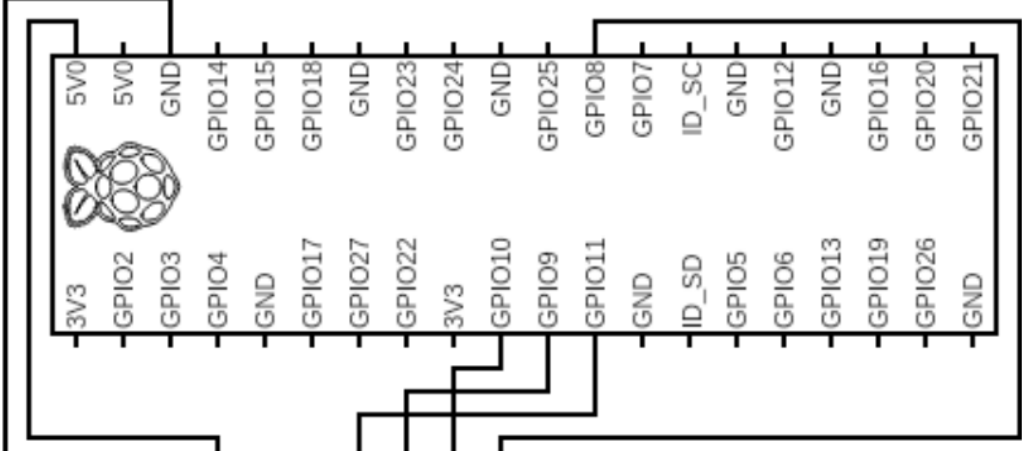 5V0
5V0
GND
GPIO14
GPIO15
GPIO18
GND
GPIO23
GPIO24
GND
GPIO25
GPIO8
GPIO7
ID_SC
GND
GPIO12
GND
GPIO16
GPIO20
GPIO21
3V3
GPIO2
GPIO3
GPIO4
GND
GPIO17
GPIO27
GPIO22
3V3
GPIO10
GPIO9
GPIO11
GND
ID_SD
GPIO5
GPIO6
GPIO13
GPIO19
GPIO26
GND